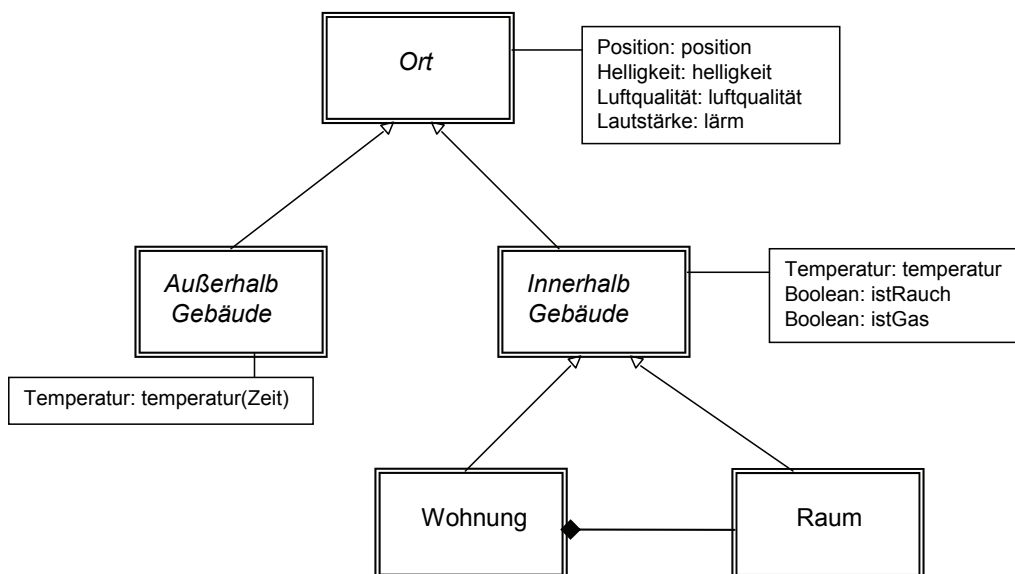 Ort
Position: position
Helligkeit: helligkeit
Luftqualität: luftqualität
Lautstärke: lärm
Außerhalb
Gebäude
Innerhalb
Gebäude
Temperatur: temperatur
Boolean: istRauch
Boolean: istGas
Temperatur: temperatur(Zeit)
Wohnung
Raum